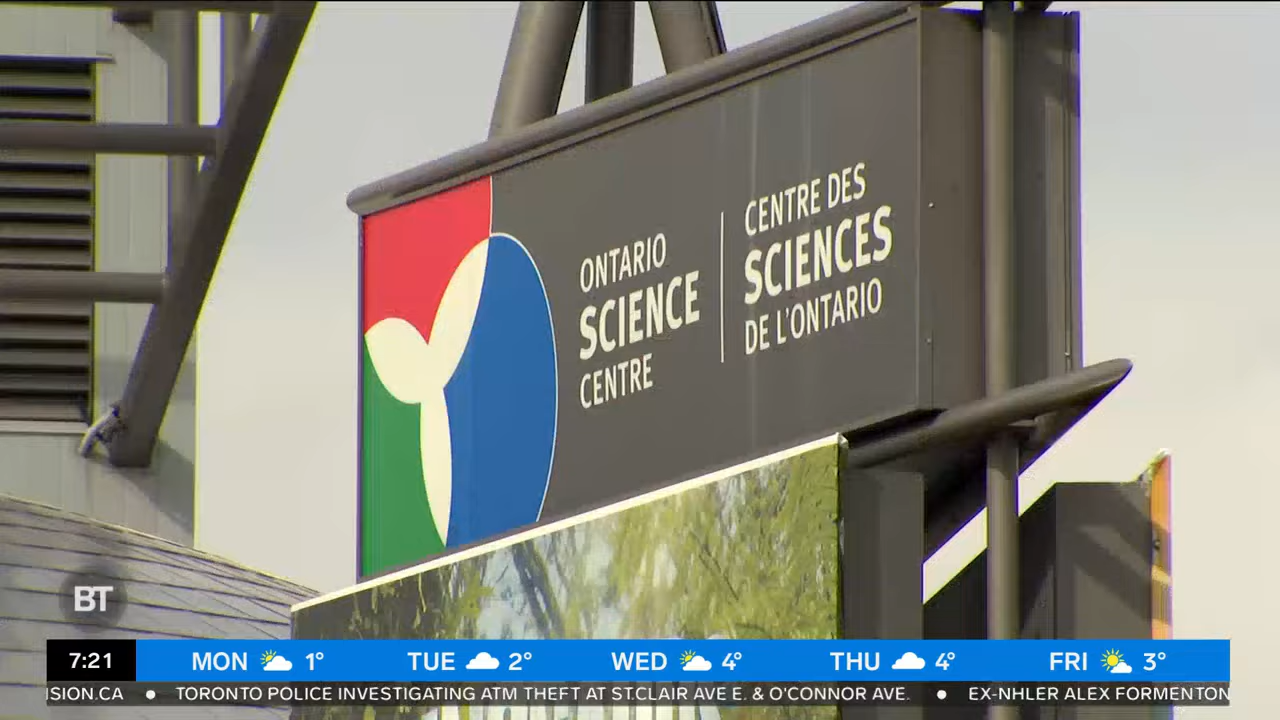 ONTARIO
SCIENCE
CENTRE
CENTRE DES
SCIENCES
DE L'ONTARIO
BT
7:21 MON 1° TUE 2° WED 4° THU 4° FRI 3°
ISION.CA • TORONTO POLICE INVESTIGATING ATM THEFT AT ST.CLAIR AVE E. & O'CONNOR AVE. • EX-NHLER ALEX FORMENTON